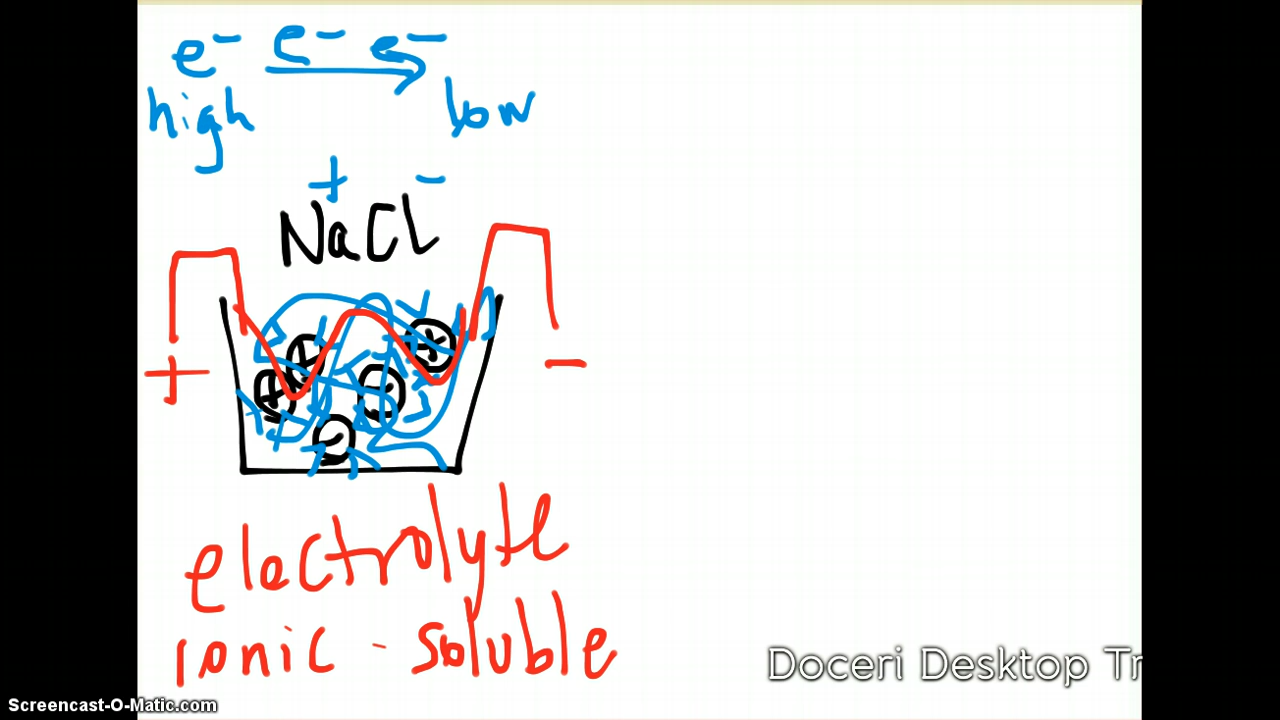 e⁻ e⁻ e⁻
high low
+ -
NaCl
+ -
+ + + - -
electrolyte
ionic - soluble
Doceri Desktop Tr
Screencast-O-Matic.com